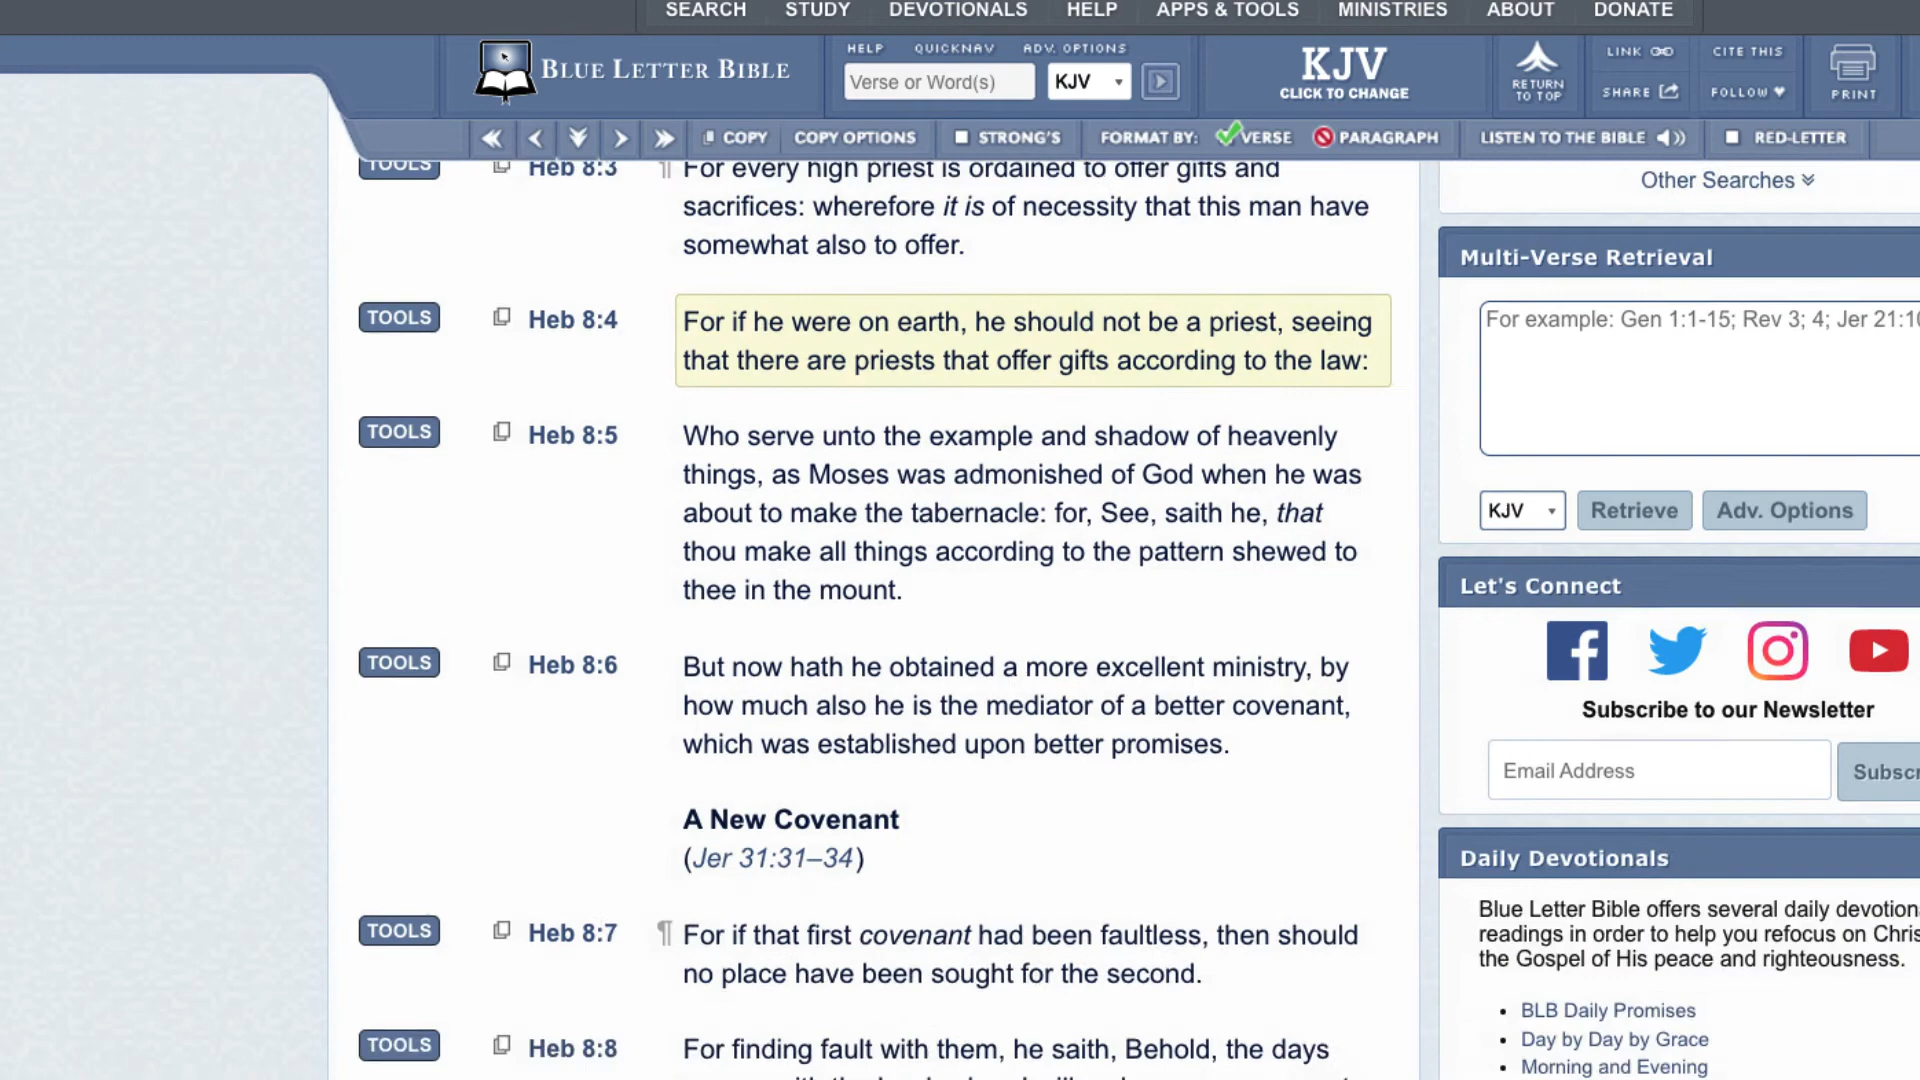 SEARCH STUDY DEVOTIONALS HELP APPS & TOOLS MINISTRIES ABOUT DONATE
BLUE LETTER BIBLE
HELP QUICKNAV ADV. OPTIONS
Verse or Word(s) KJV
KJV
CLICK TO CHANGE
RETURN
TO TOP
LINK
SHARE
CITE THIS
FOLLOW
PRINT
COPY COPY OPTIONS STRONG'S FORMAT BY: VERSE PARAGRAPH LISTEN TO THE BIBLE RED-LETTER
TOOLS Heb 8:3 ¶ For every high priest is ordained to offer gifts and
sacrifices: wherefore it is of necessity that this man have
somewhat also to offer.
TOOLS Heb 8:4 For if he were on earth, he should not be a priest, seeing
that there are priests that offer gifts according to the law:
TOOLS Heb 8:5 Who serve unto the example and shadow of heavenly
things, as Moses was admonished of God when he was
about to make the tabernacle: for, See, saith he, that
thou make all things according to the pattern shewed to
thee in the mount.
TOOLS Heb 8:6 But now hath he obtained a more excellent ministry, by
how much also he is the mediator of a better covenant,
which was established upon better promises.
A New Covenant
(Jer 31:31–34)
TOOLS Heb 8:7 ¶ For if that first covenant had been faultless, then should
no place have been sought for the second.
TOOLS Heb 8:8 For finding fault with them, he saith, Behold, the days
Other Searches
Multi-Verse Retrieval
For example: Gen 1:1-15; Rev 3; 4; Jer 21:10
KJV Retrieve Adv. Options
Let's Connect
Subscribe to our Newsletter
Email Address Subscr
Daily Devotionals
Blue Letter Bible offers several daily devotion
readings in order to help you refocus on Chris
the Gospel of His peace and righteousness.
• BLB Daily Promises
• Day by Day by Grace
• Morning and Evening